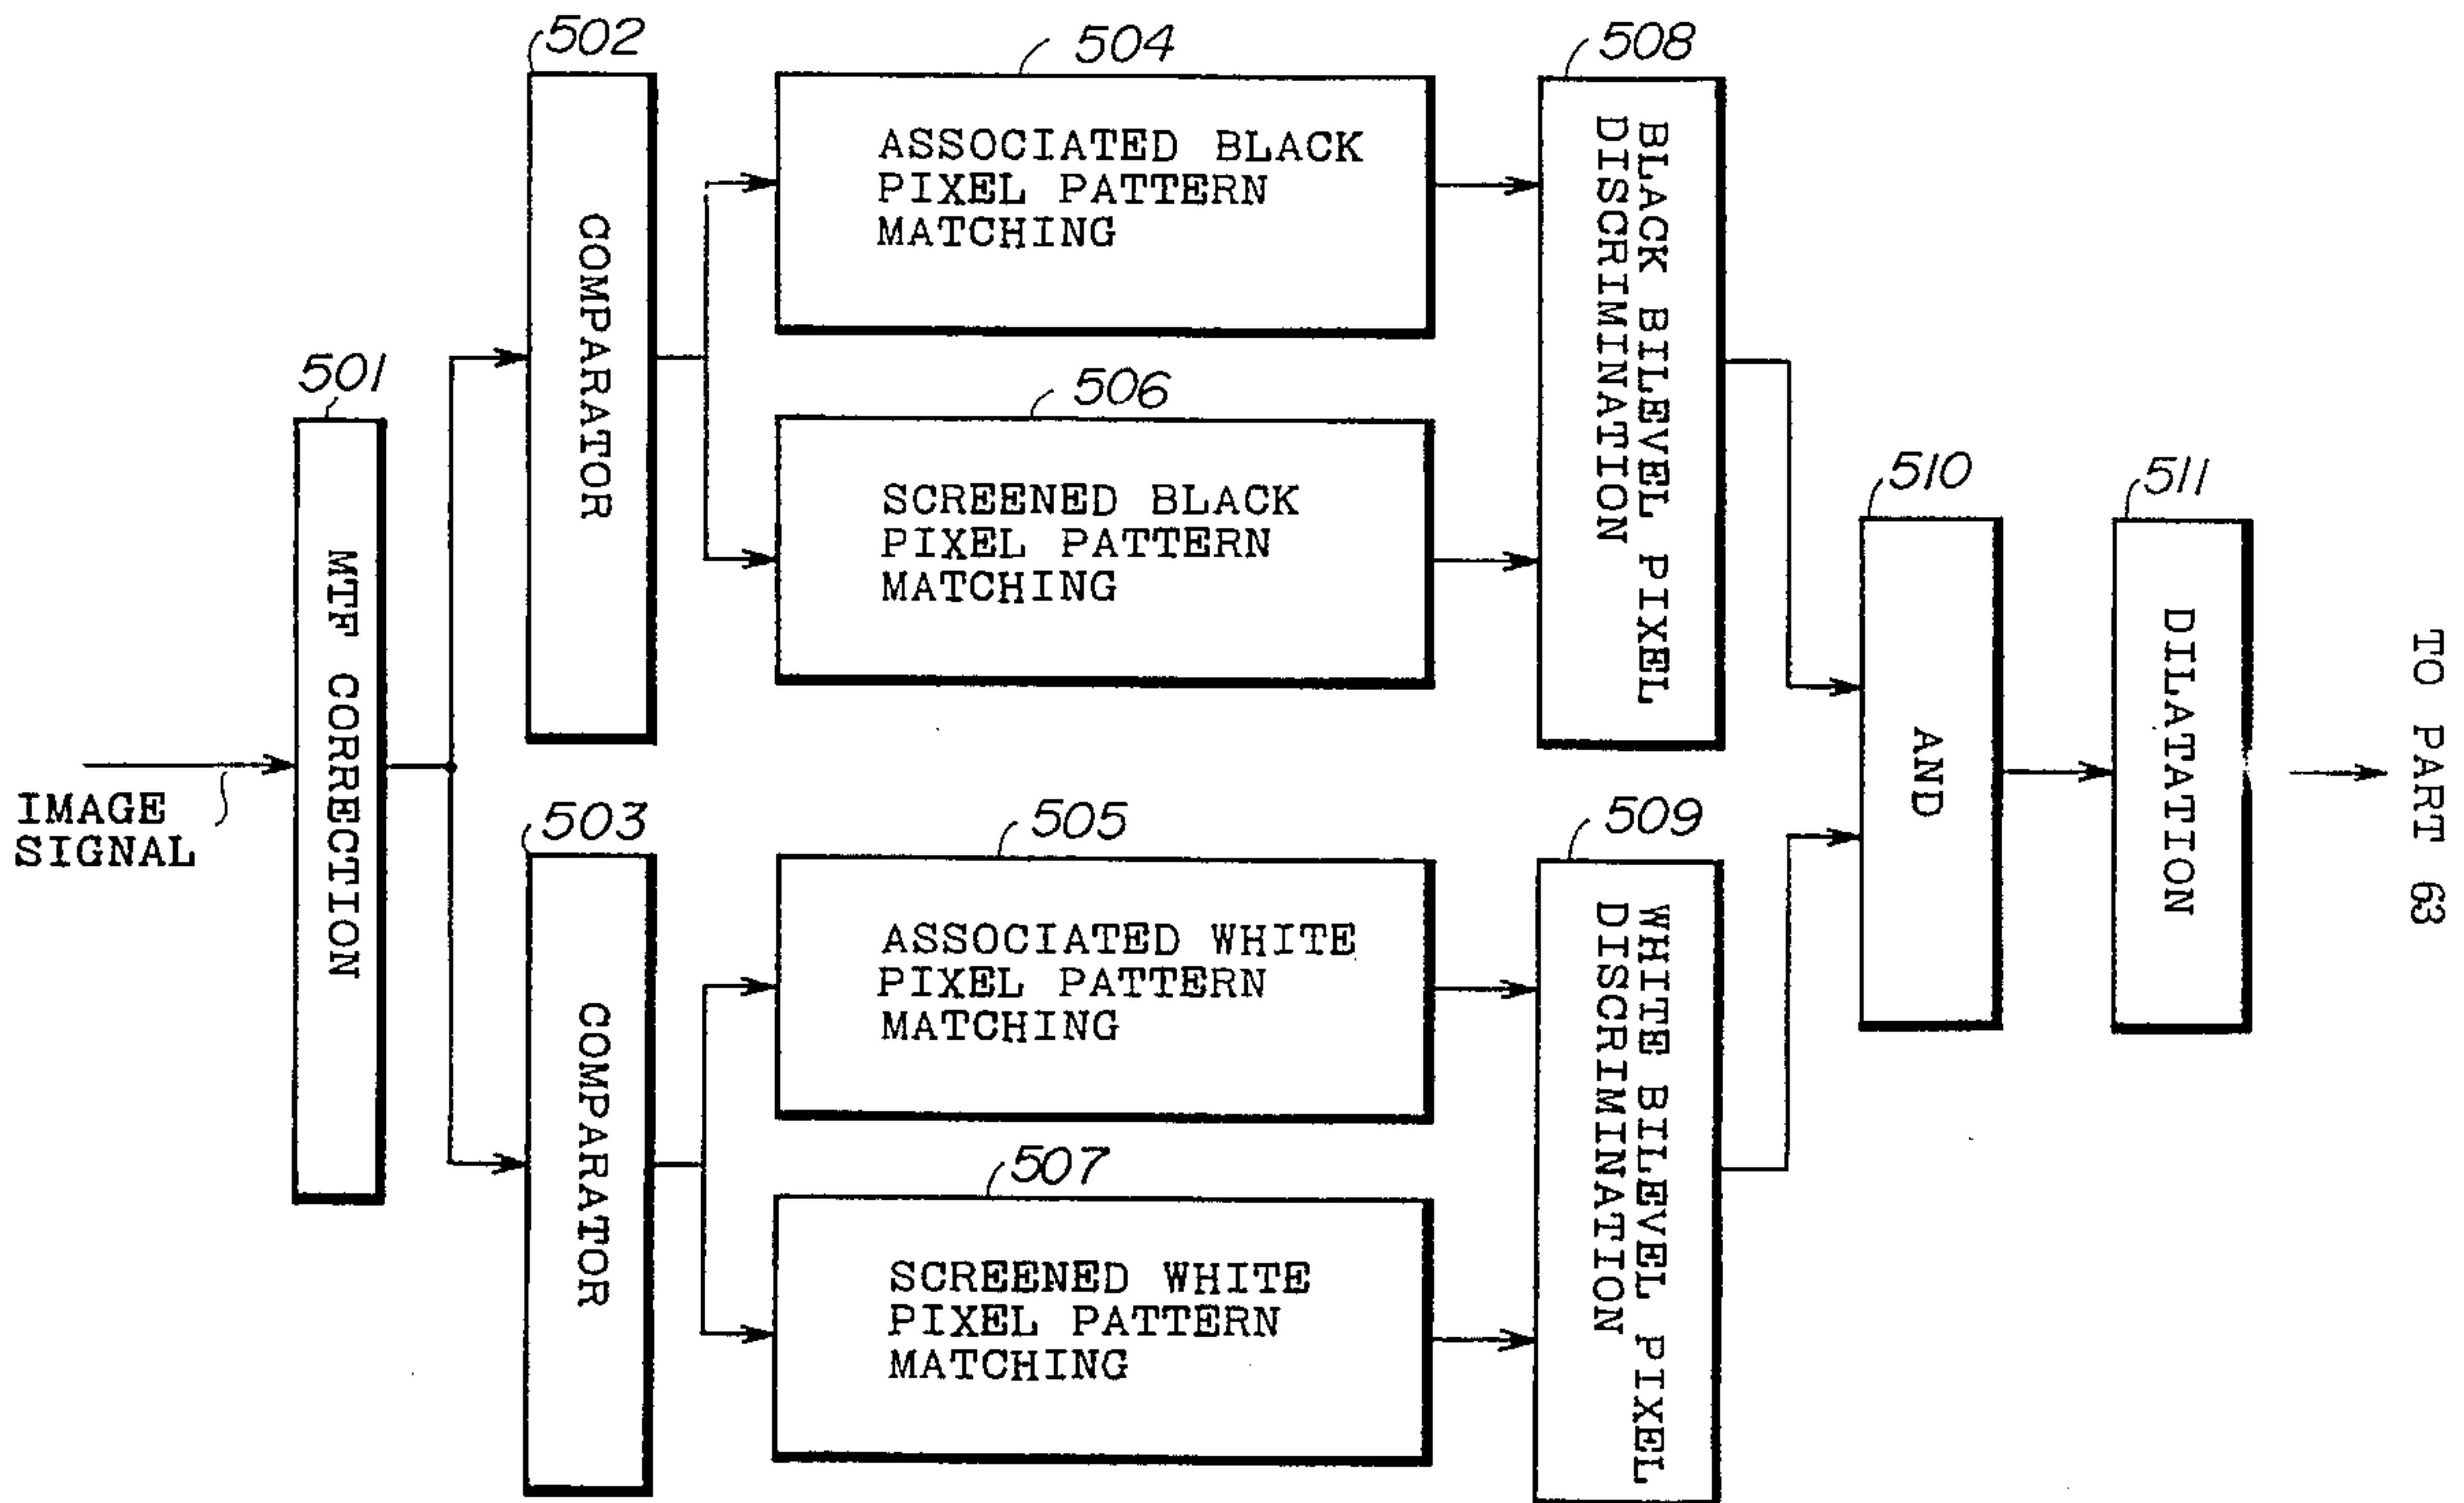 502
504
508
ASSOCIATED BLACK
PIXEL PATTERN
MATCHING
BLACK BILEVEL PIXEL
DISCRIMINATION
COMPARATOR
501
506
SCREENED BLACK
PIXEL PATTERN
MATCHING
510
511
MTF CORRECTION
IMAGE
SIGNAL
AND
DILATATION
TO PART 63
503
505
509
ASSOCIATED WHITE
PIXEL PATTERN
MATCHING
WHITE BILEVEL PIXEL
DISCRIMINATION
COMPARATOR
507
SCREENED WHITE
PIXEL PATTERN
MATCHING